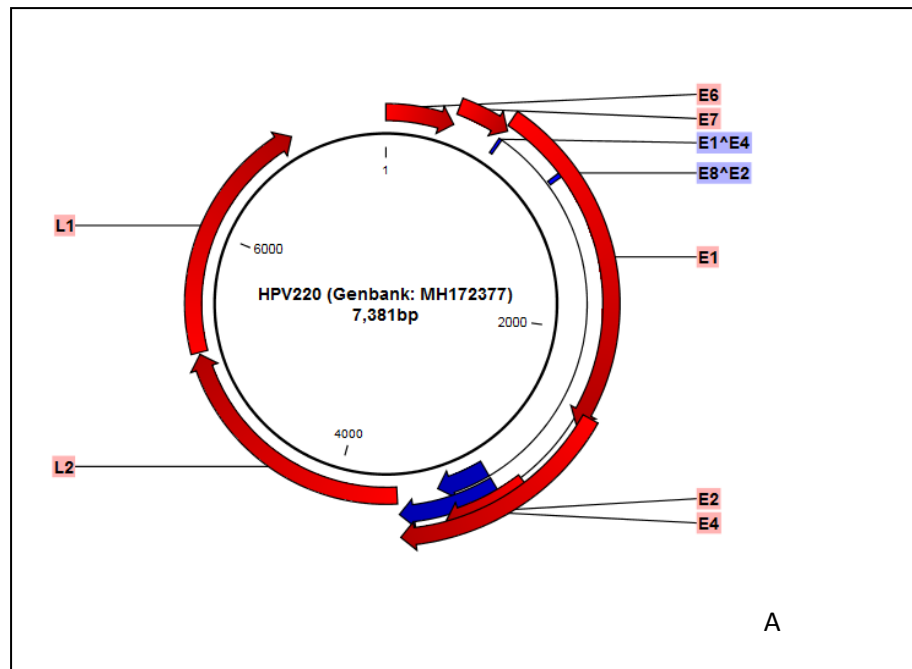 E6
E7
1
E1^E4
E8^E2
L1
6000
E1
HPV220 (Genbank: MH172377)
7,381bp
2000
4000
L2
E2
E4
A